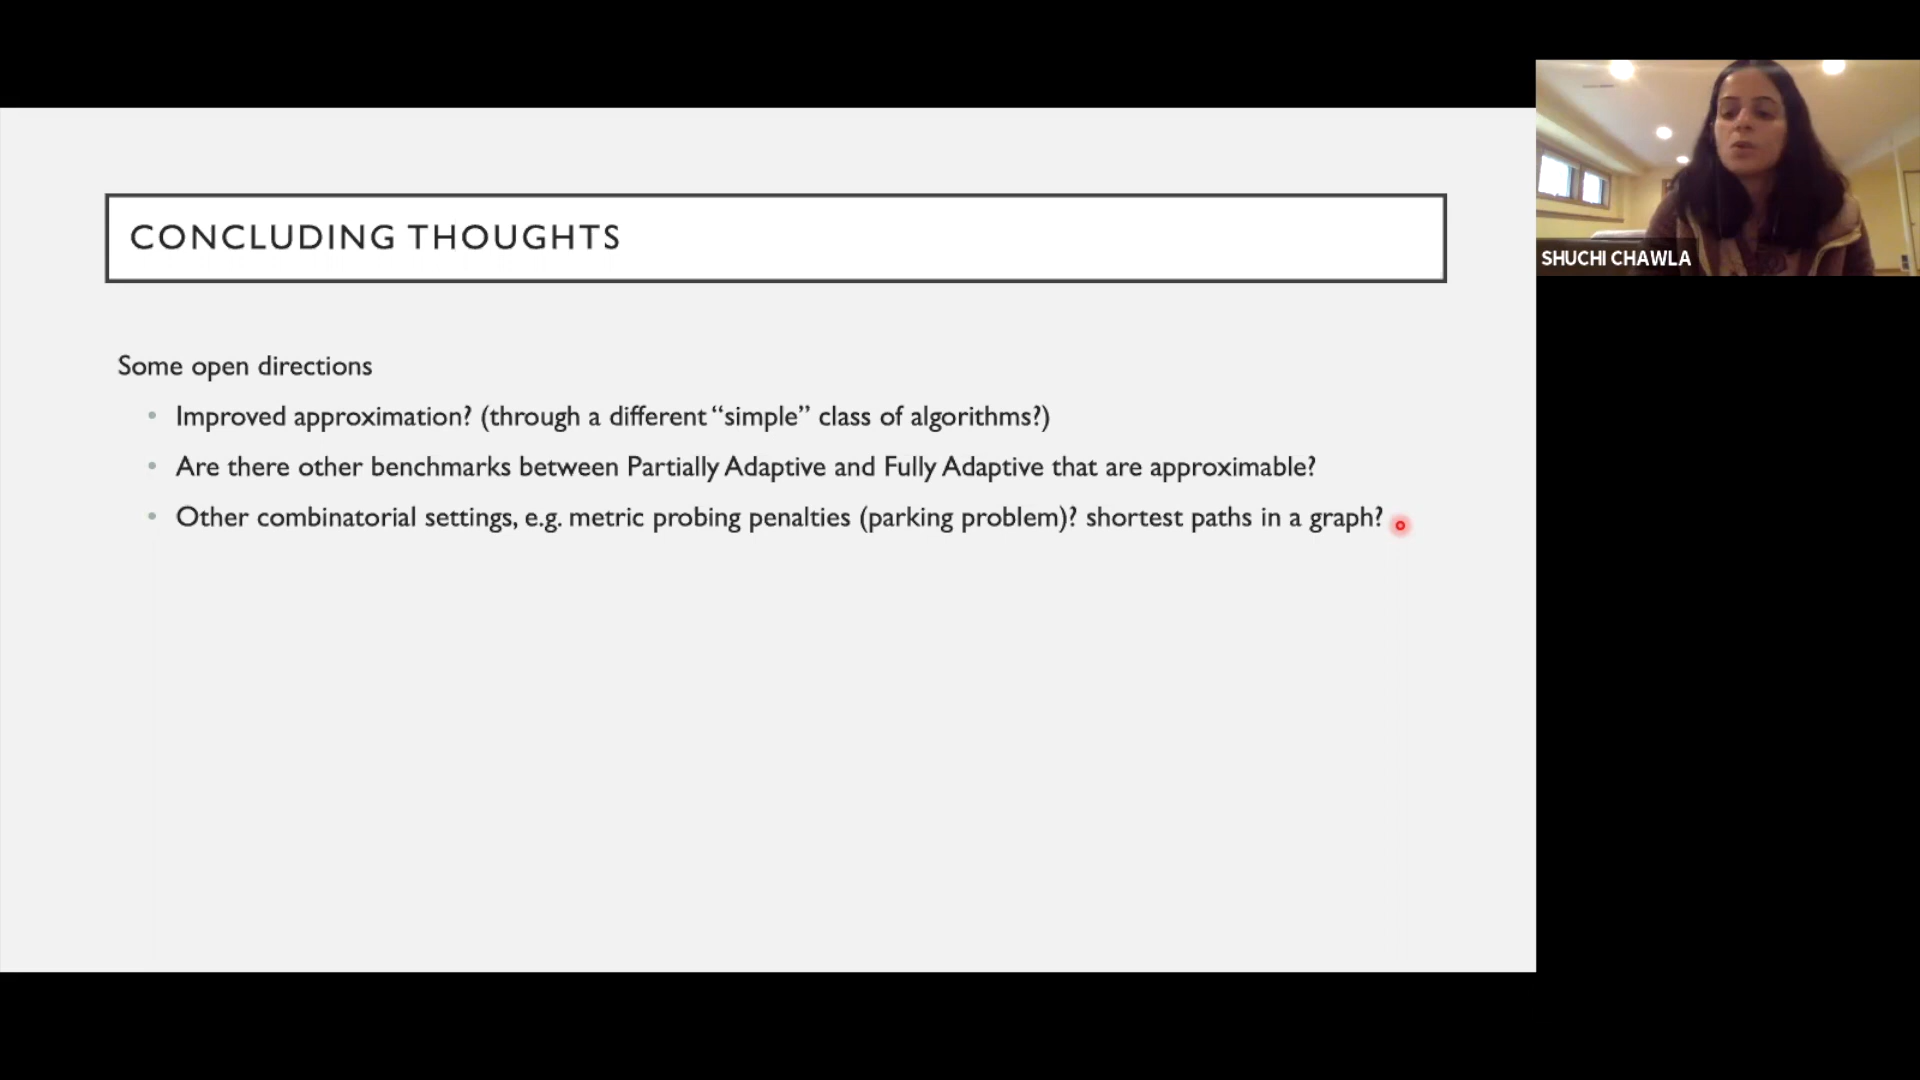 CONCLUDING THOUGHTS
SHUCHI CHAWLA
Some open directions
• Improved approximation? (through a different “simple” class of algorithms?)
• Are there other benchmarks between Partially Adaptive and Fully Adaptive that are approximable?
• Other combinatorial settings, e.g. metric probing penalties (parking problem)? shortest paths in a graph?